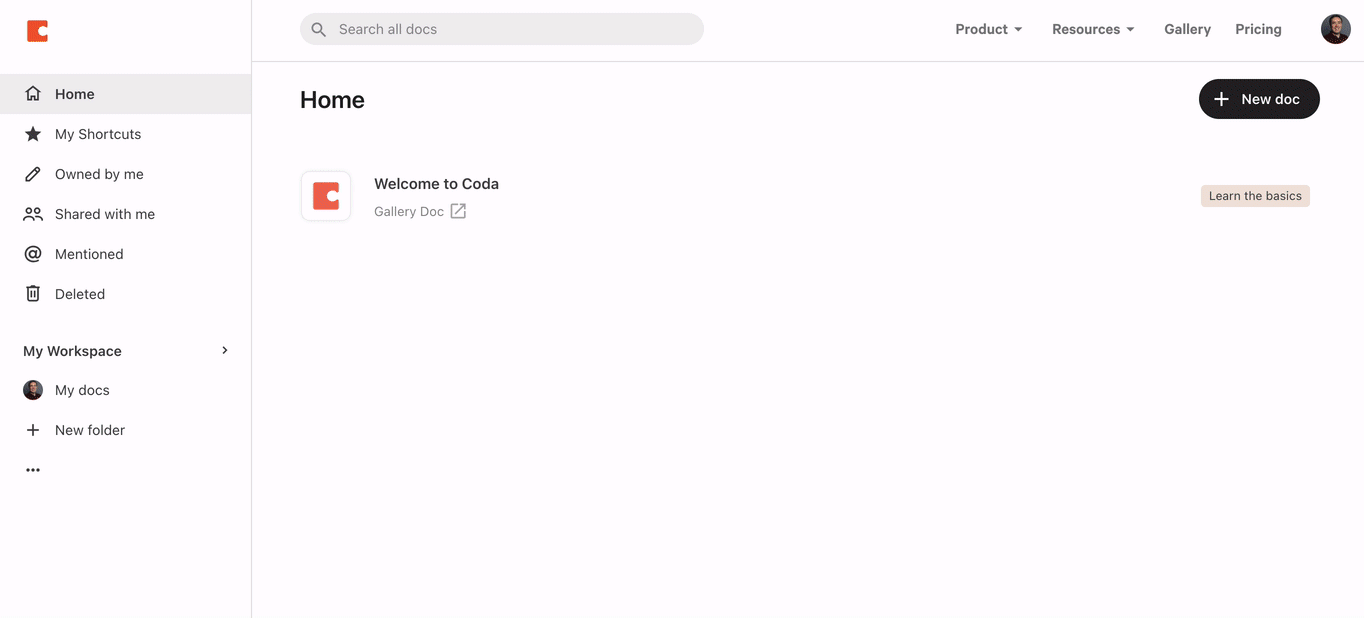 Search all docs
Product
Resources
Gallery
Pricing
Home
My Shortcuts
Owned by me
Shared with me
Mentioned
Deleted
My Workspace
My docs
New folder
Home
New doc
Welcome to Coda
Gallery Doc
Learn the basics